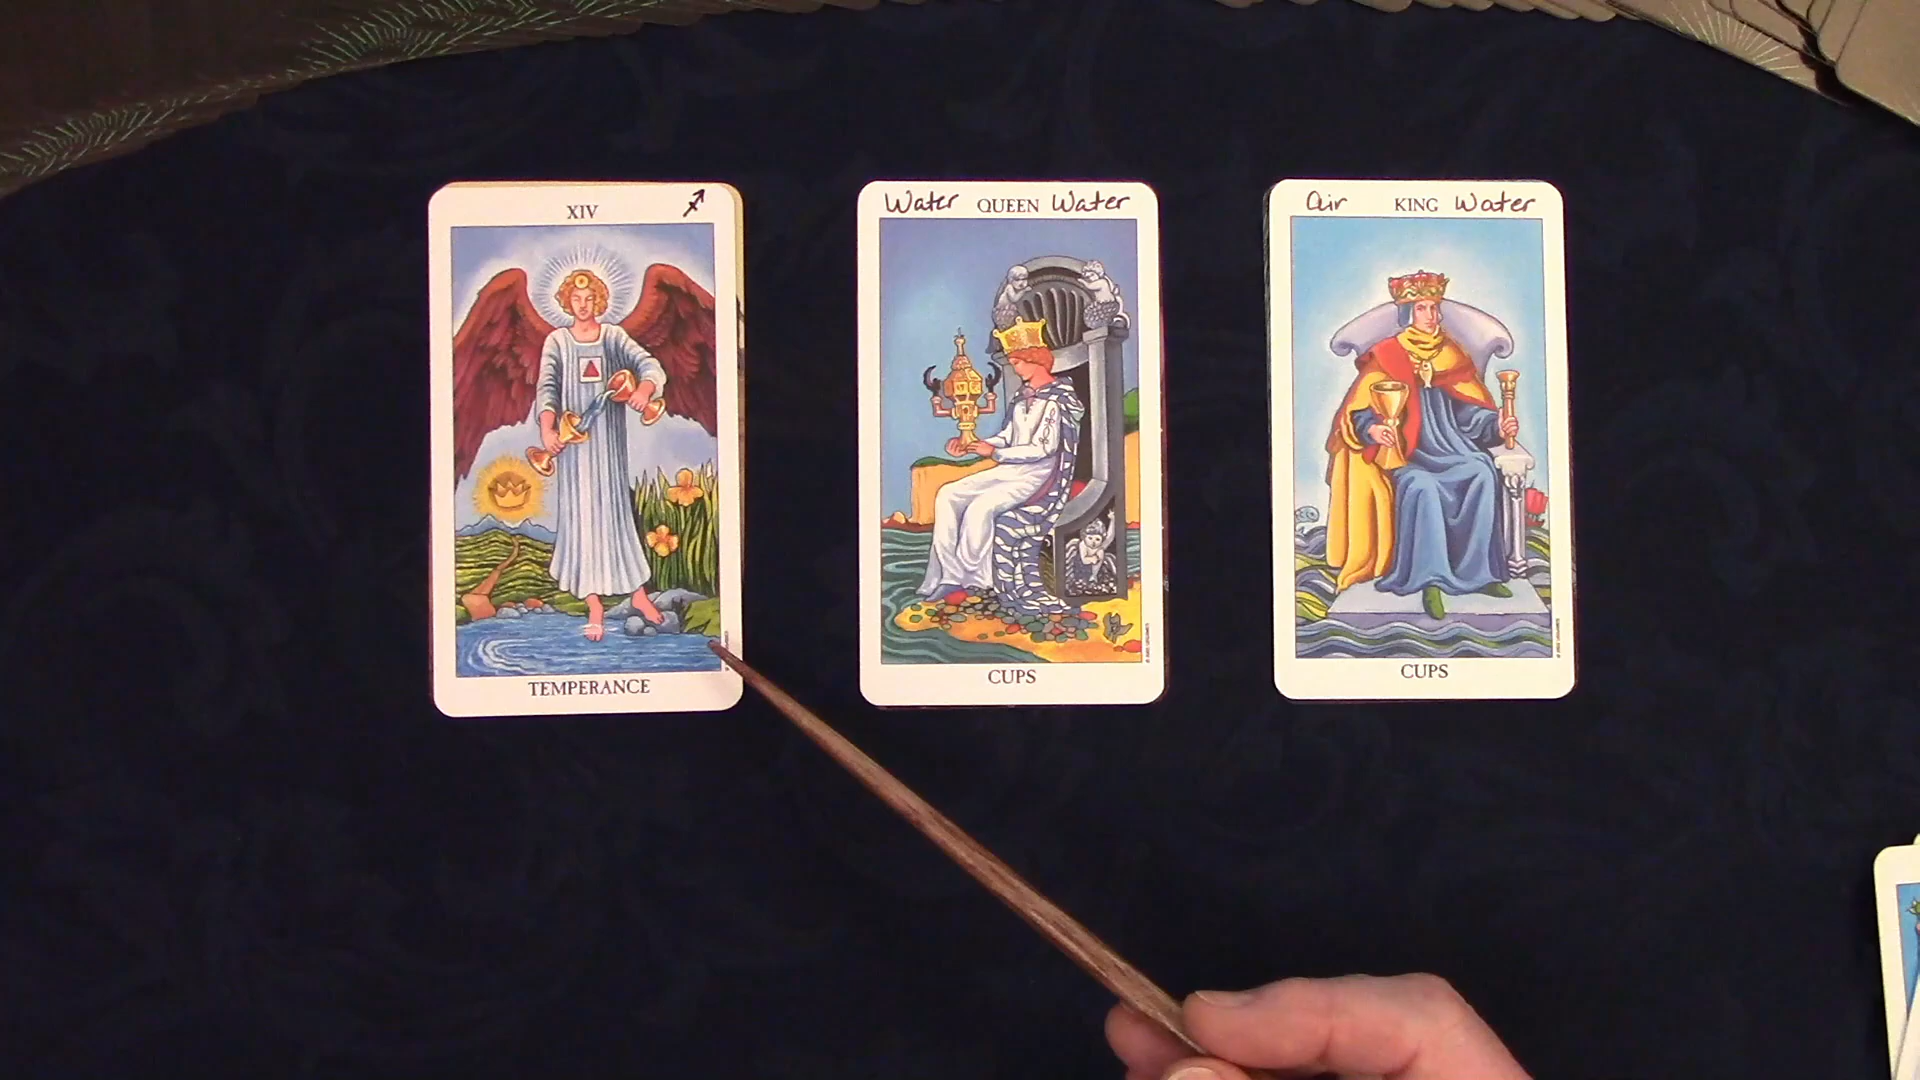 XIV ♐
TEMPERANCE
Water QUEEN Water
CUPS
Air KING Water
CUPS